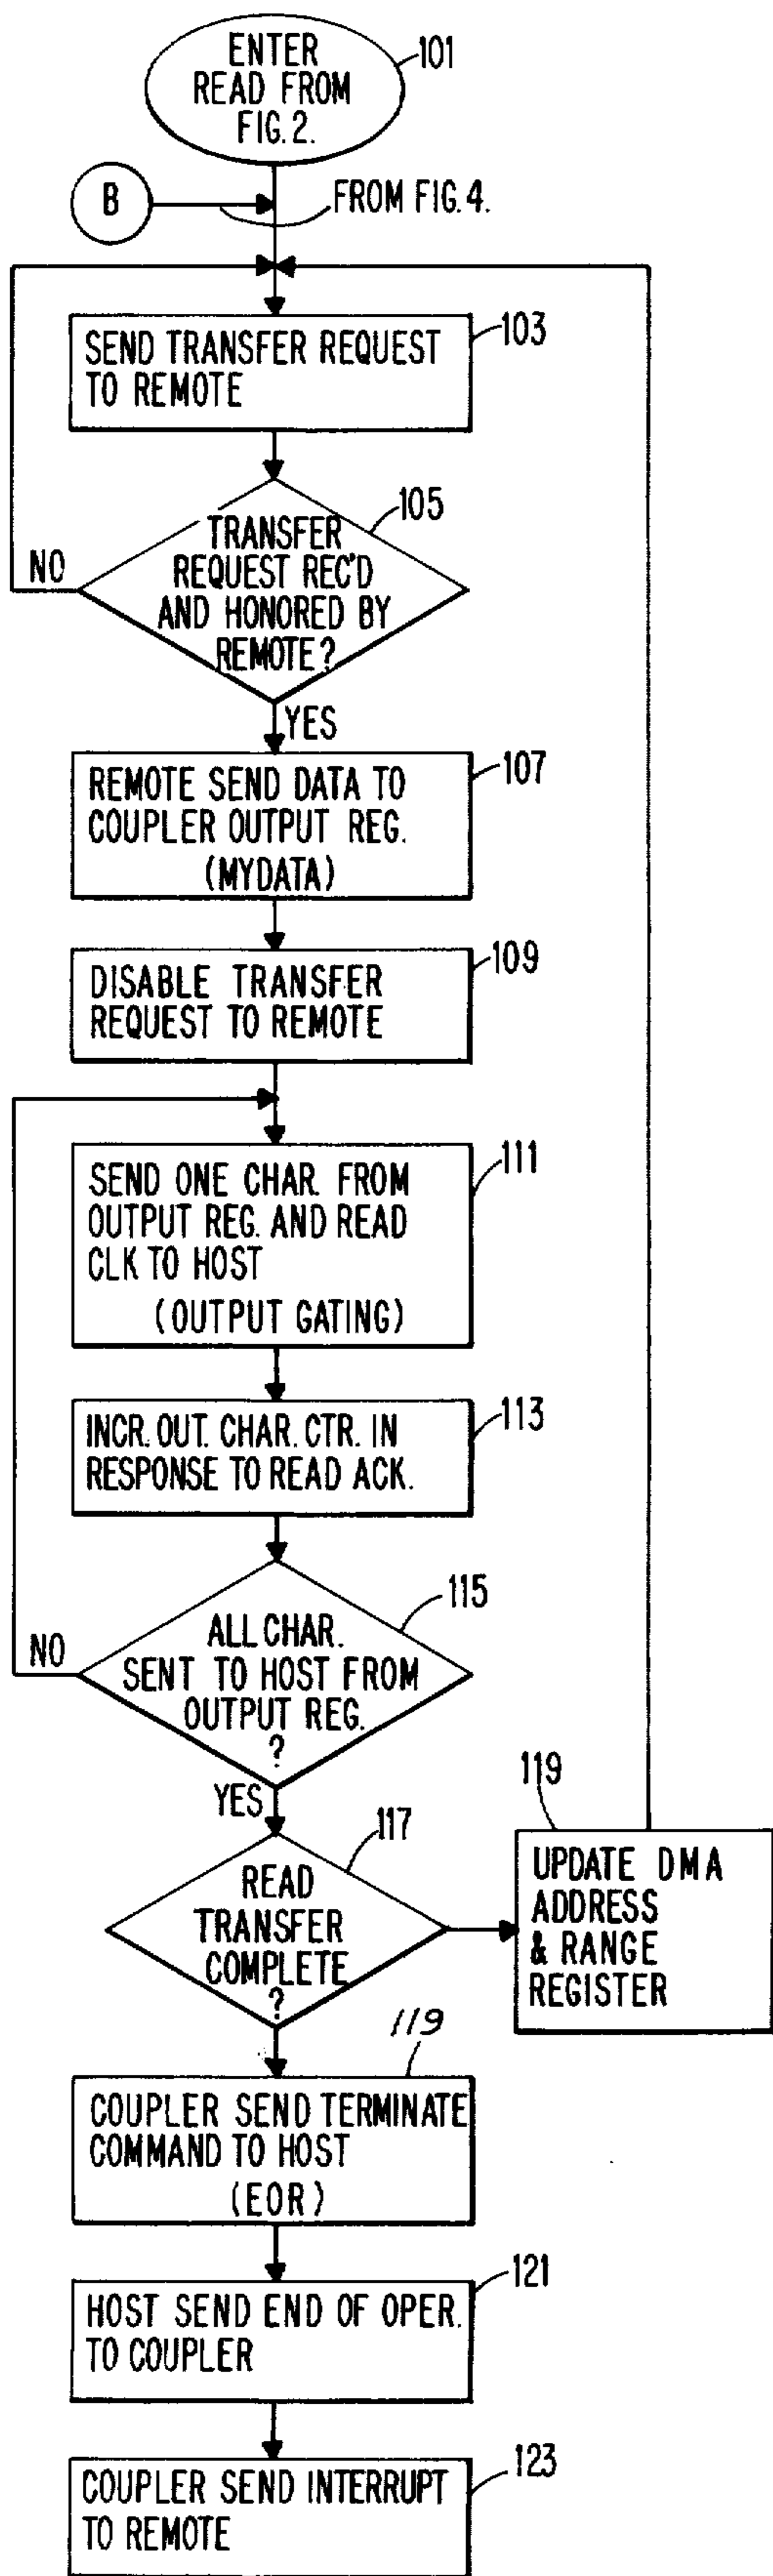 ENTER
READ FROM
FIG. 2.
101
B
FROM FIG. 4.
103
SEND TRANSFER REQUEST
TO REMOTE
105
TRANSFER
REQUEST REC'D
AND HONORED BY
REMOTE?
NO
YES
107
REMOTE SEND DATA TO
COUPLER OUTPUT REG.
(MYDATA)
109
DISABLE TRANSFER
REQUEST TO REMOTE
111
SEND ONE CHAR. FROM
OUTPUT REG. AND READ
CLK TO HOST
(OUTPUT GATING)
113
INCR. OUT. CHAR. CTR. IN
RESPONSE TO READ ACK.
115
ALL CHAR.
SENT TO HOST FROM
OUTPUT REG.
?
NO
YES
117
READ
TRANSFER
COMPLETE
?
119
UPDATE DMA
ADDRESS
& RANGE
REGISTER
119
COUPLER SEND TERMINATE
COMMAND TO HOST
(EOR)
121
HOST SEND END OF OPER.
TO COUPLER
123
COUPLER SEND INTERRUPT
TO REMOTE